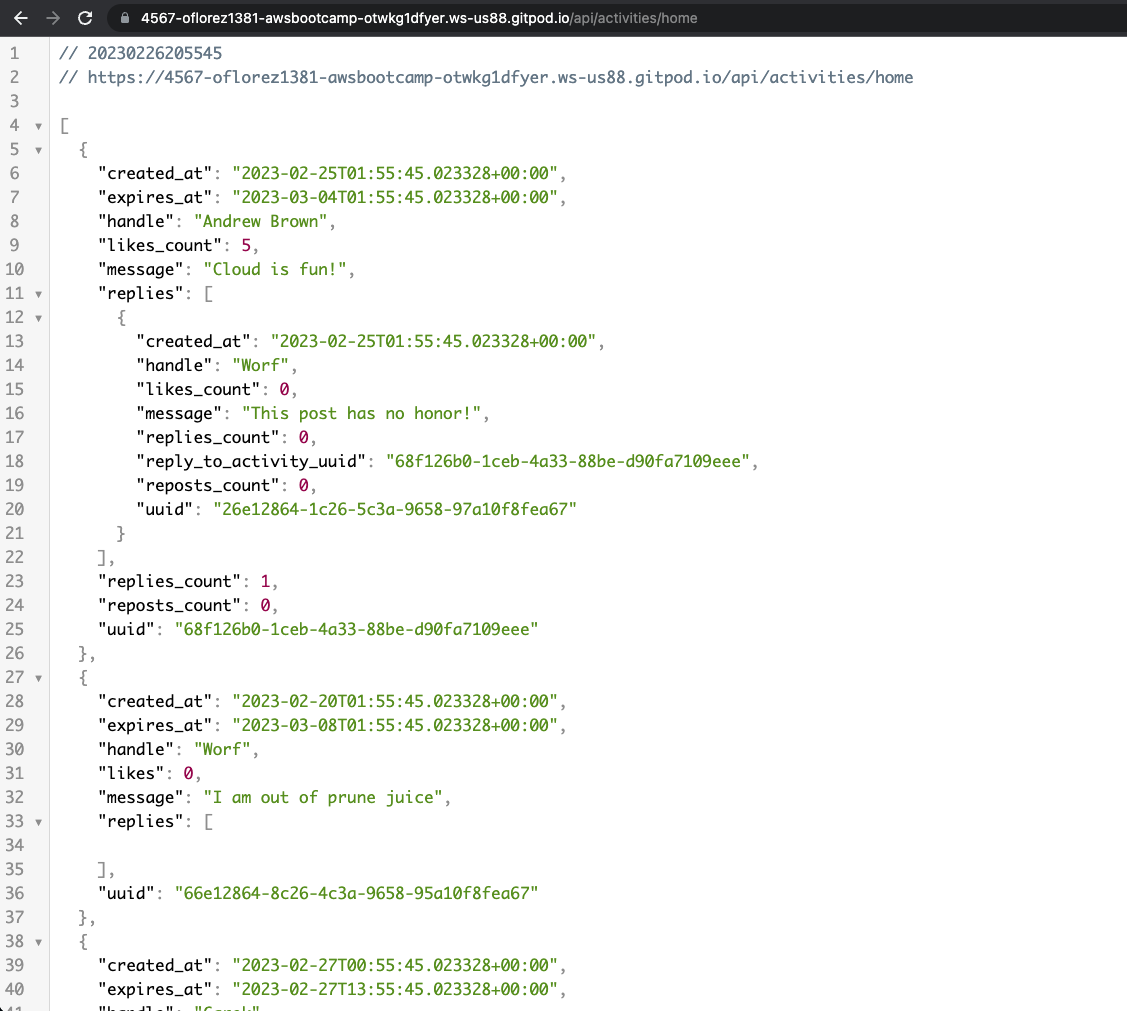 4567-oflorez1381-awsbootcamp-otwkg1dfyer.ws-us88.gitpod.io/api/activities/home
1 // 20230226205545
2 // https://4567-oflorez1381-awsbootcamp-otwkg1dfyer.ws-us88.gitpod.io/api/activities/home
3
4 [
5 {
6 "created_at": "2023-02-25T01:55:45.023328+00:00",
7 "expires_at": "2023-03-04T01:55:45.023328+00:00",
8 "handle": "Andrew Brown",
9 "likes_count": 5,
10 "message": "Cloud is fun!",
11 "replies": [
12 {
13 "created_at": "2023-02-25T01:55:45.023328+00:00",
14 "handle": "Worf",
15 "likes_count": 0,
16 "message": "This post has no honor!",
17 "replies_count": 0,
18 "reply_to_activity_uuid": "68f126b0-1ceb-4a33-88be-d90fa7109eee",
19 "reposts_count": 0,
20 "uuid": "26e12864-1c26-5c3a-9658-97a10f8fea67"
21 }
22 ],
23 "replies_count": 1,
24 "reposts_count": 0,
25 "uuid": "68f126b0-1ceb-4a33-88be-d90fa7109eee"
26 },
27 {
28 "created_at": "2023-02-20T01:55:45.023328+00:00",
29 "expires_at": "2023-03-08T01:55:45.023328+00:00",
30 "handle": "Worf",
31 "likes": 0,
32 "message": "I am out of prune juice",
33 "replies": [
34
35 ],
36 "uuid": "66e12864-8c26-4c3a-9658-95a10f8fea67"
37 },
38 {
39 "created_at": "2023-02-27T00:55:45.023328+00:00",
40 "expires_at": "2023-02-27T13:55:45.023328+00:00",